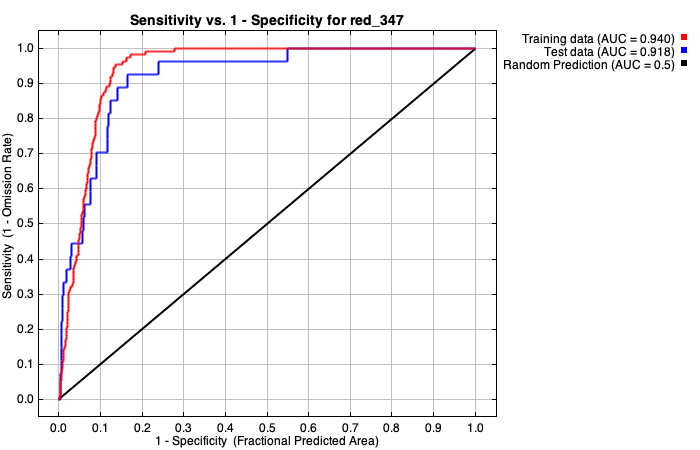 Sensitivity vs. 1 - Specificity for red_347
Training data (AUC = 0.940)
Test data (AUC = 0.918)
Random Prediction (AUC = 0.5)
Sensitivity (1 - Omission Rate)
1.0
0.9
0.8
0.7
0.6
0.5
0.4
0.3
0.2
0.1
0.0
0.0 0.1 0.2 0.3 0.4 0.5 0.6 0.7 0.8 0.9 1.0
1 - Specificity (Fractional Predicted Area)